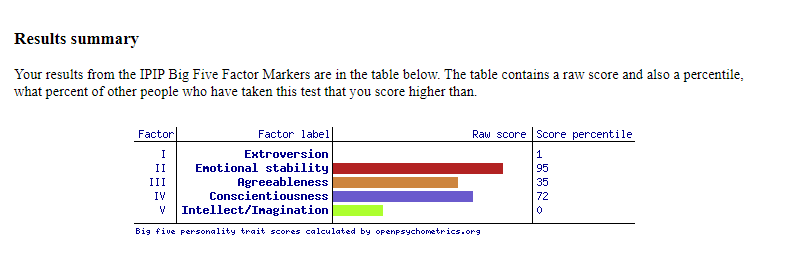 Results summary
Your results from the IPIP Big Five Factor Markers are in the table below. The table contains a raw score and also a percentile,
what percent of other people who have taken this test that you score higher than.
Factor Factor label Raw score Score percentile
I Extroversion 1
II Emotional stability 95
III Agreeableness 35
IV Conscientiousness 72
V Intellect/Imagination 0
Big five personality trait scores calculated by openpsychometrics.org